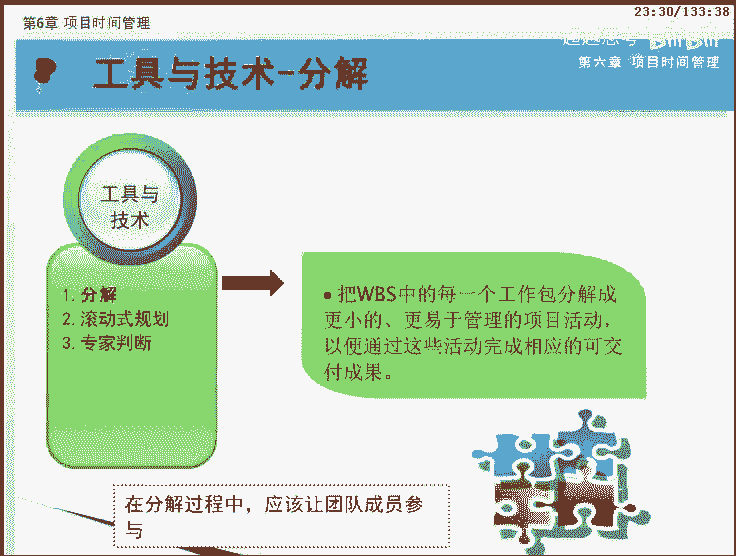 第6章 项目时间管理
23:30/133:38
第六章 项目时间管理
工具与技术-分解
工具与
技术
1. 分解
2. 滚动式规划
3. 专家判断
• 把WBS中的每一个工作包分解成
更小的、更易于管理的项目活动，
以便通过这些活动完成相应的可交
付成果。
在分解过程中，应该让团队成员参
与